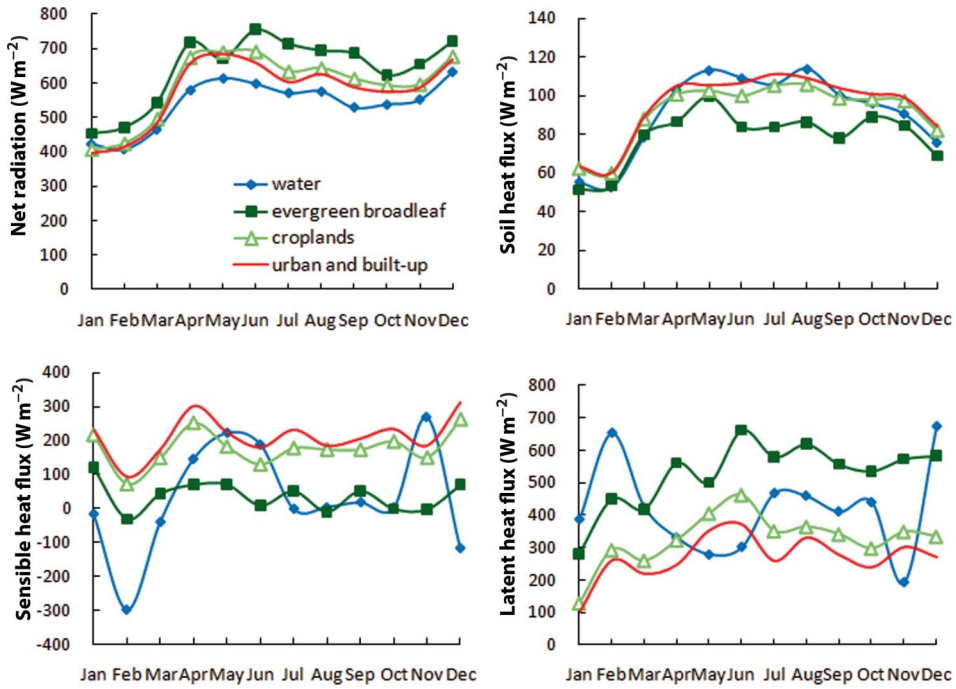 Net radiation (W m−2)
800
700
600
500
400
300
200
100
0
water
evergreen broadleaf
croplands
urban and built-up
Jan Feb Mar Apr May Jun Jul Aug Sep Oct Nov Dec
Soil heat flux (W m−2)
140
120
100
80
60
40
20
0
Jan Feb Mar Apr May Jun Jul Aug Sep Oct Nov Dec
Sensible heat flux (W m−2)
400
300
200
100
0
-100
-200
-300
-400
Jan Feb Mar Apr May Jun Jul Aug Sep Oct Nov Dec
Latent heat flux (W m−2)
800
700
600
500
400
300
200
100
0
Jan Feb Mar Apr May Jun Jul Aug Sep Oct Nov Dec